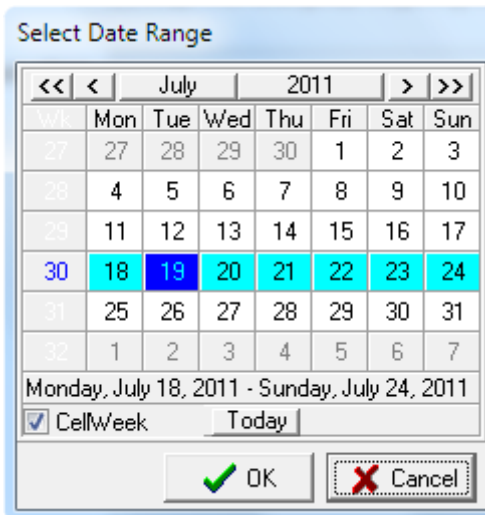 Select Date Range
<< < July 2011 > >>
Wk Mon Tue Wed Thu Fri Sat Sun
27 27 28 29 30 1 2 3
28 4 5 6 7 8 9 10
29 11 12 13 14 15 16 17
30 18 19 20 21 22 23 24
31 25 26 27 28 29 30 31
32 1 2 3 4 5 6 7
Monday, July 18, 2011 - Sunday, July 24, 2011
CellWeek Today
OK Cancel